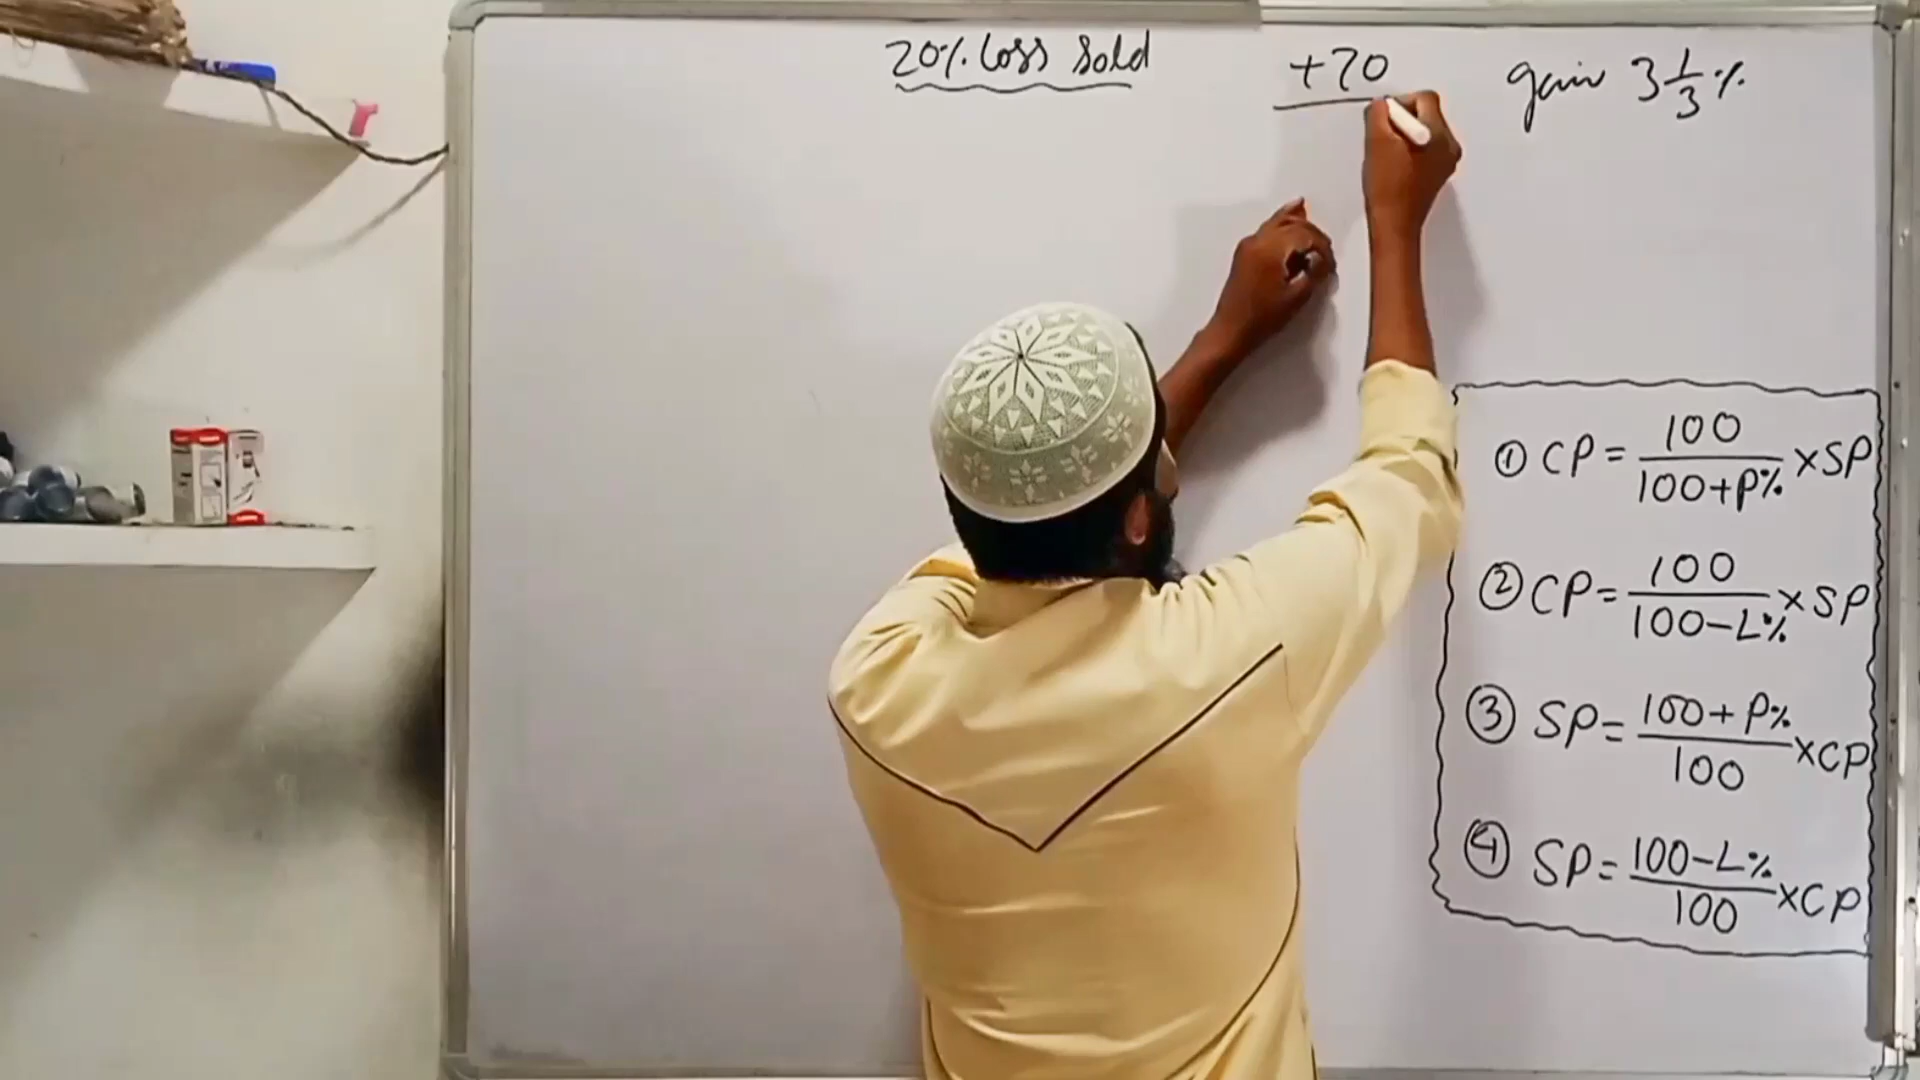 20% Loss Sold +70 gain 3 1/3 %
① CP = 100/100+P% ×SP
② CP = 100/100-L% ×SP
③ SP = 100+P%/100 ×CP
④ SP = 100-L%/100 ×CP